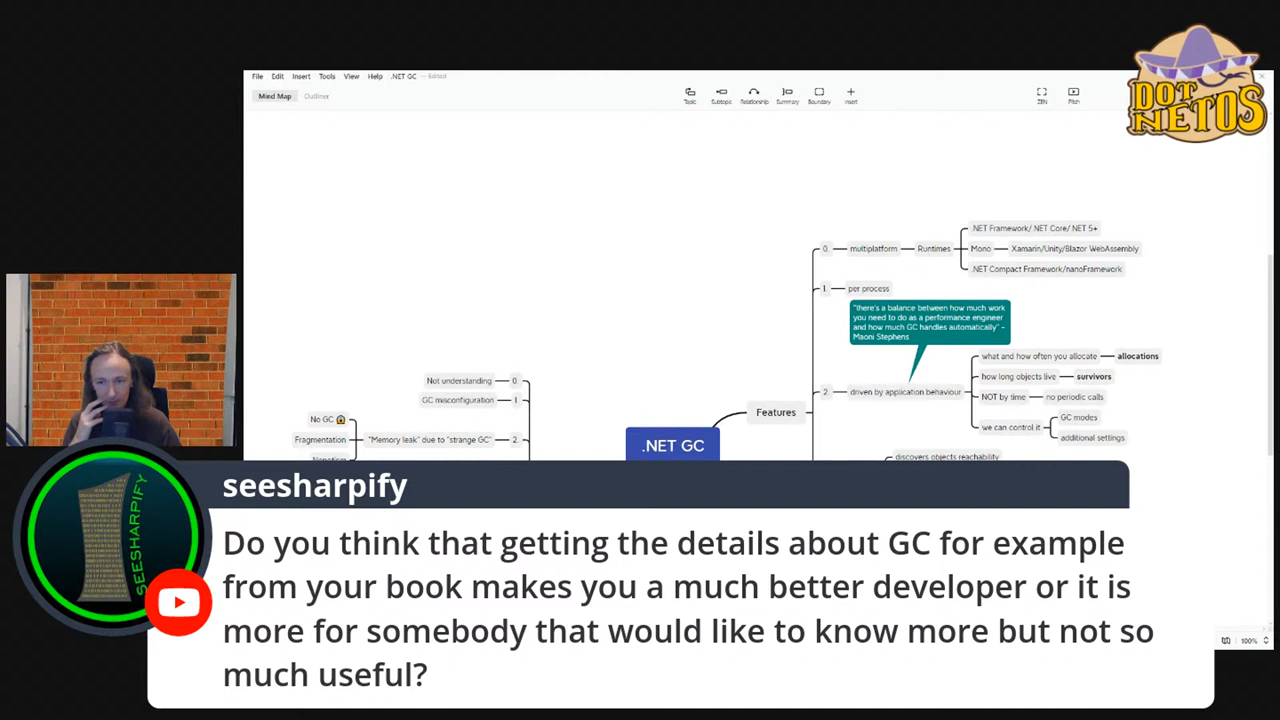 File Edit Insert Tools View Help .NET GC — Edited
Mind Map Outliner
Topic Subtopic Relationship Summary Boundary Insert
ZEN Pitch
DOT
NETOS
0. multiplatform Runtimes
.NET Framework/ .NET Core/ .NET 5+
Mono Xamarin/Unity/Blazor WebAssembly
.NET Compact Framework/nanoFramework
1. per process
"there's a balance between how much work
you need to do as a performance engineer
and how much GC handles automatically" -
Maoni Stephens
2. driven by application behaviour
what and how often you allocate allocations
how long objects live survivors
NOT by time no periodic calls
we can control it
GC modes
additional settings
discovers objects reachability
Features
.NET GC
Not understanding 0.
GC misconfiguration 1.
"Memory leak" due to "strange GC" 2.
No GC 😱
Fragmentation
Nepotism
100%
SEESHARPIFY
seesharpify
Do you think that getting the details about GC for example
from your book makes you a much better developer or it is
more for somebody that would like to know more but not so
much useful?